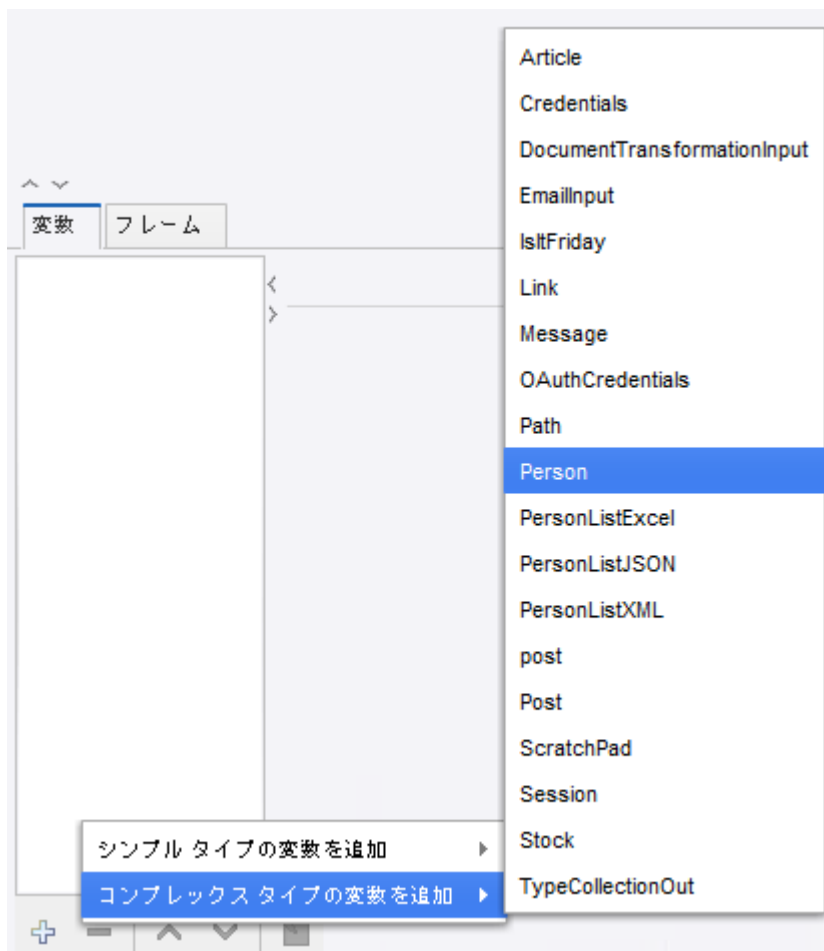 変数
フレーム
シンプル タイプの変数を追加
コンプレックス タイプの変数を追加
Article
Credentials
DocumentTransformationInput
EmailInput
IsItFriday
Link
Message
OAuthCredentials
Path
Person
PersonListExcel
PersonListJSON
PersonListXML
post
Post
ScratchPad
Session
Stock
TypeCollectionOut